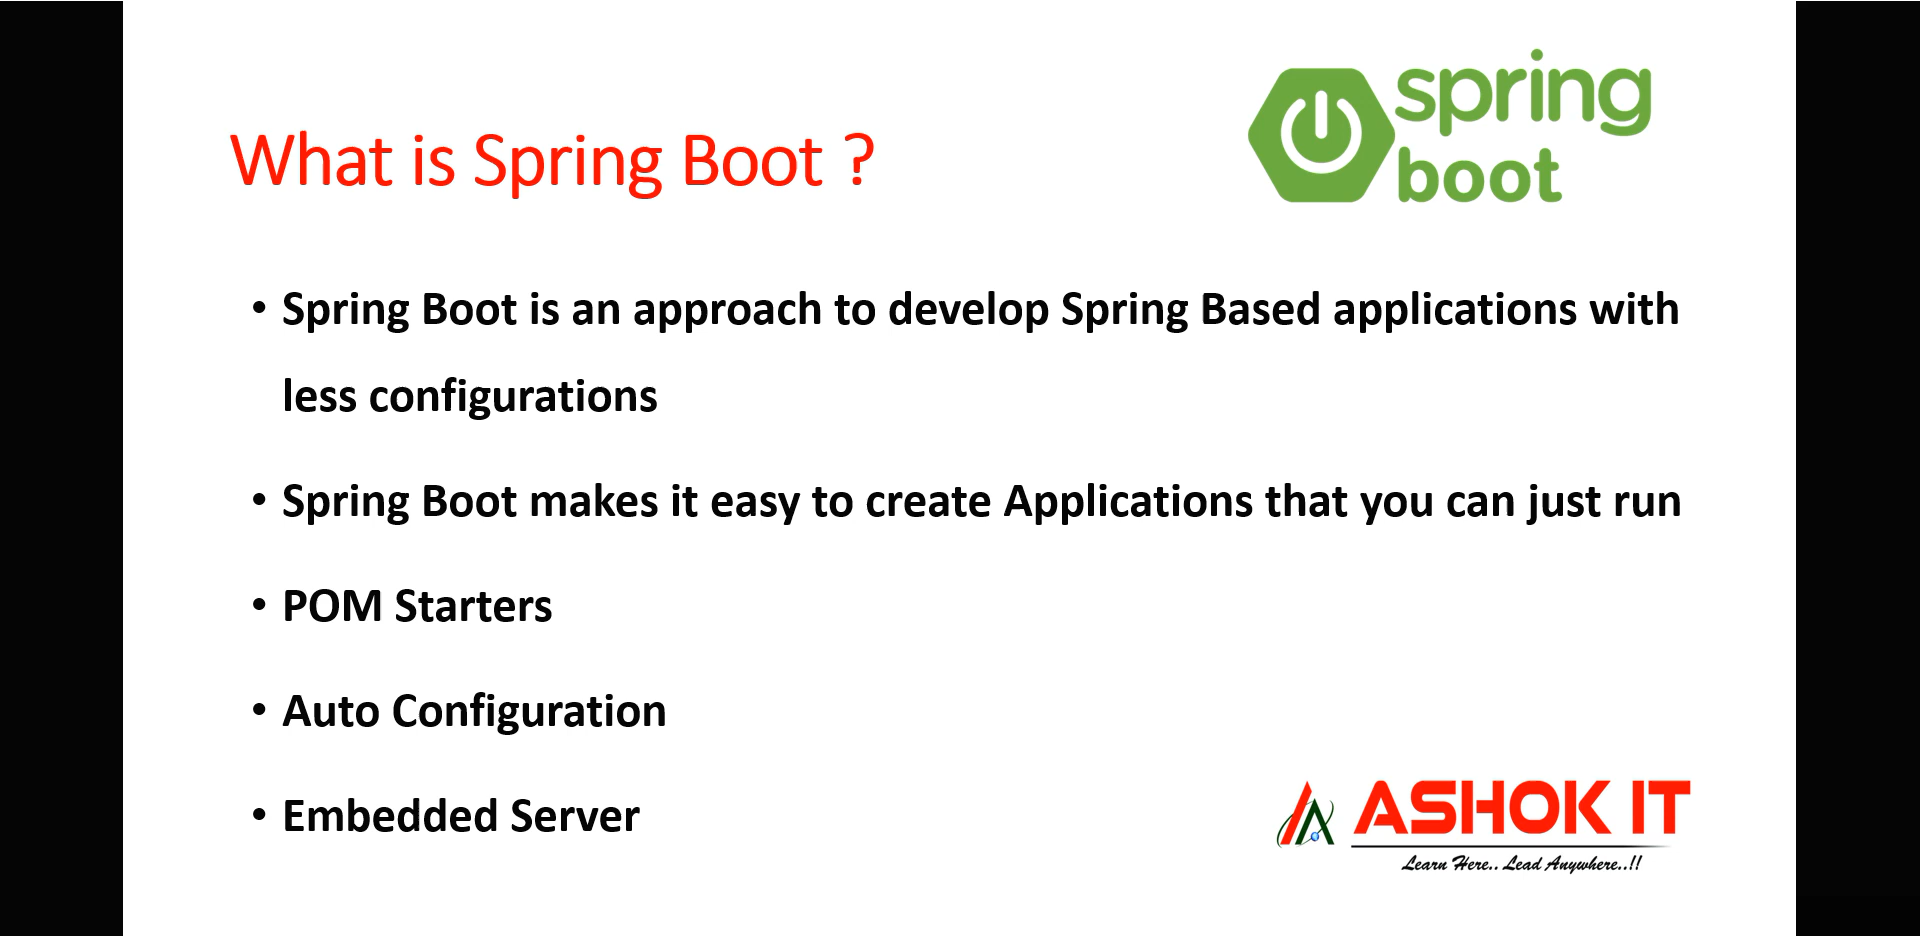 spring
boot
What is Spring Boot ?
• Spring Boot is an approach to develop Spring Based applications with
less configurations
• Spring Boot makes it easy to create Applications that you can just run
• POM Starters
• Auto Configuration
• Embedded Server
ASHOK IT
Learn Here.. Lead Anywhere..!!